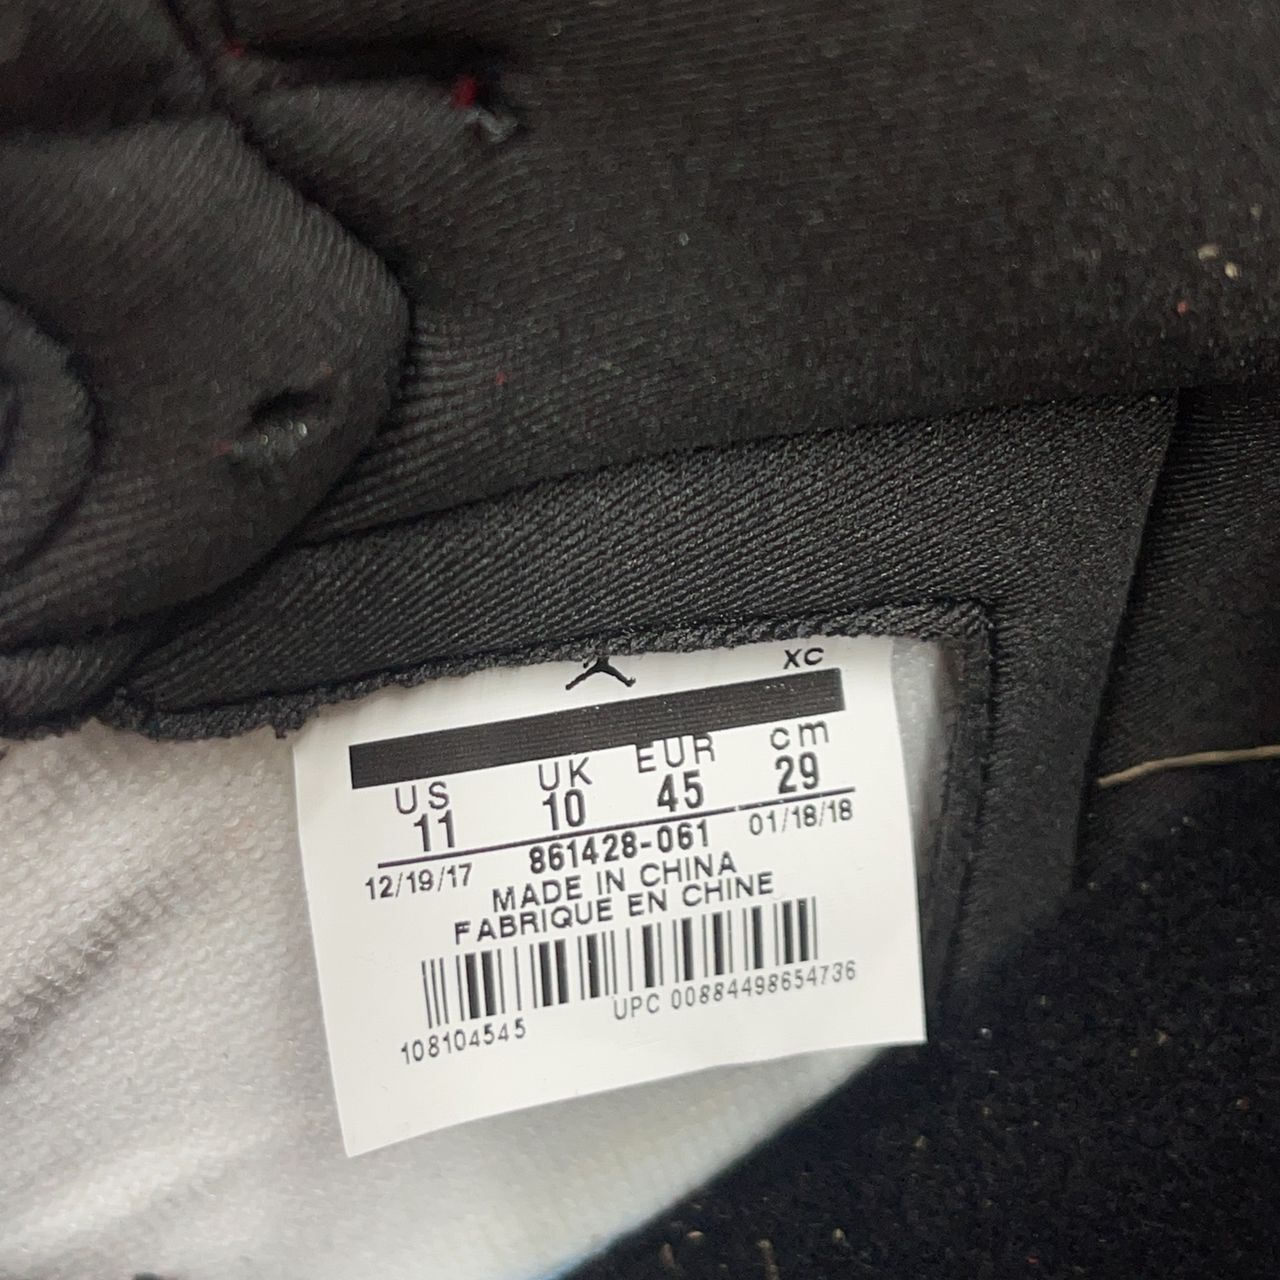 XC
US UK EUR cm
11 10 45 29
12/19/17 861428-061 01/18/18
MADE IN CHINA
FABRIQUE EN CHINE
108104545 UPC 00884498654736